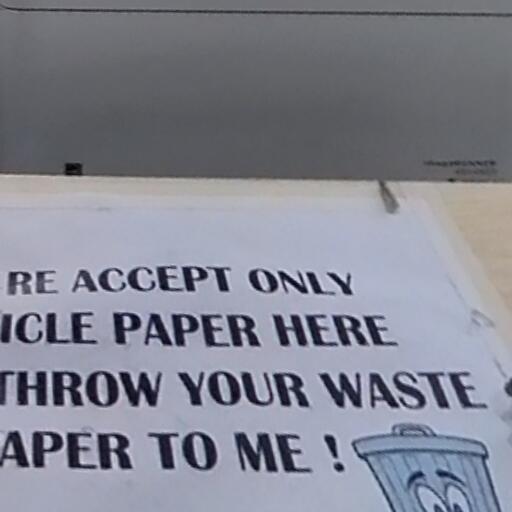 RE ACCEPT ONLY
ICLE PAPER HERE
THROW YOUR WASTE
APER TO ME !